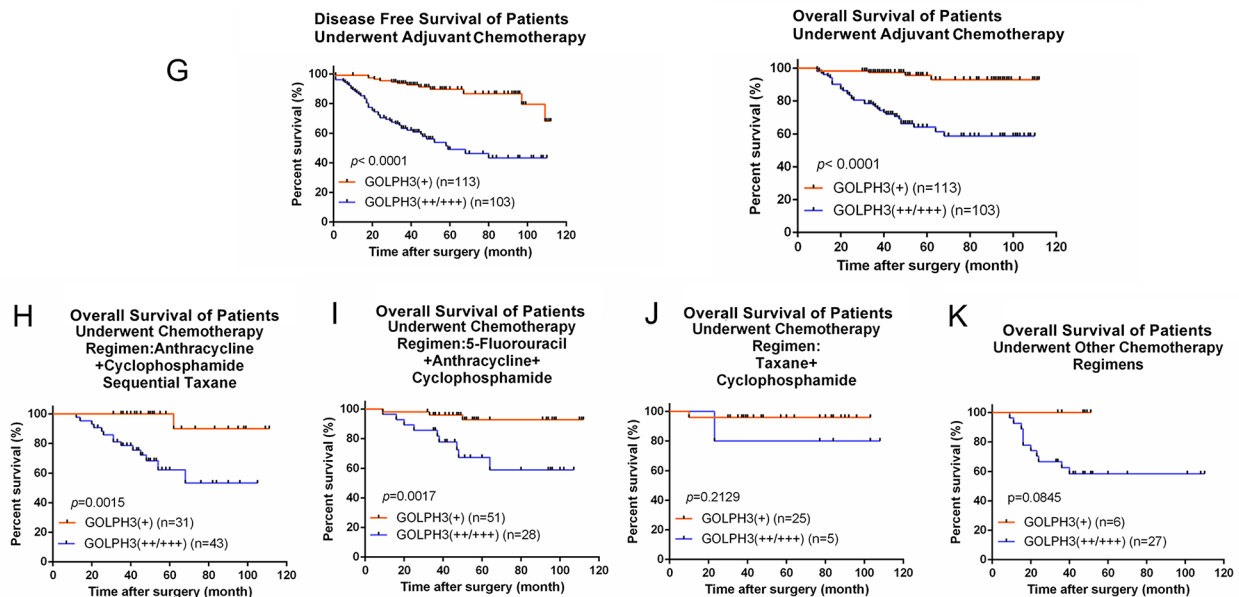 G
Disease Free Survival of Patients
Underwent Adjuvant Chemotherapy
Percent survival (%)
100
80
60
40
20
0
p< 0.0001
GOLPH3(+) (n=113)
GOLPH3(++/+++) (n=103)
0 20 40 60 80 100 120
Time after surgery (month)
Overall Survival of Patients
Underwent Adjuvant Chemotherapy
Percent survival (%)
100
80
60
40
20
0
p< 0.0001
GOLPH3(+) (n=113)
GOLPH3(++/+++) (n=103)
0 20 40 60 80 100 120
Time after surgery (month)
H
Overall Survival of Patients
Underwent Chemotherapy
Regimen:Anthracycline
+Cyclophosphamide
Sequential Taxane
Percent survival (%)
100
80
60
40
20
0
p=0.0015
GOLPH3(+) (n=31)
GOLPH3(++/+++) (n=43)
0 20 40 60 80 100 120
Time after surgery (month)
I
Overall Survival of Patients
Underwent Chemotherapy
Regimen:5-Fluorouracil
+Anthracycline+
Cyclophosphamide
Percent survival (%)
100
80
60
40
20
0
p=0.0017
GOLPH3(+) (n=51)
GOLPH3(++/+++) (n=28)
0 20 40 60 80 100 120
Time after surgery (month)
J
Overall Survival of Patients
Underwent Chemotherapy
Regimen:
Taxane+
Cyclophosphamide
Percent survival (%)
100
80
60
40
20
0
p=0.2129
GOLPH3(+) (n=25)
GOLPH3(++/+++) (n=5)
0 20 40 60 80 100 120
Time after surgery (month)
K
Overall Survival of Patients
Underwent Other Chemotherapy
Regimens
Percent survival (%)
100
80
60
40
20
0
p=0.0845
GOLPH3(+) (n=6)
GOLPH3(++/+++) (n=27)
0 20 40 60 80 100 120
Time after surgery (month)